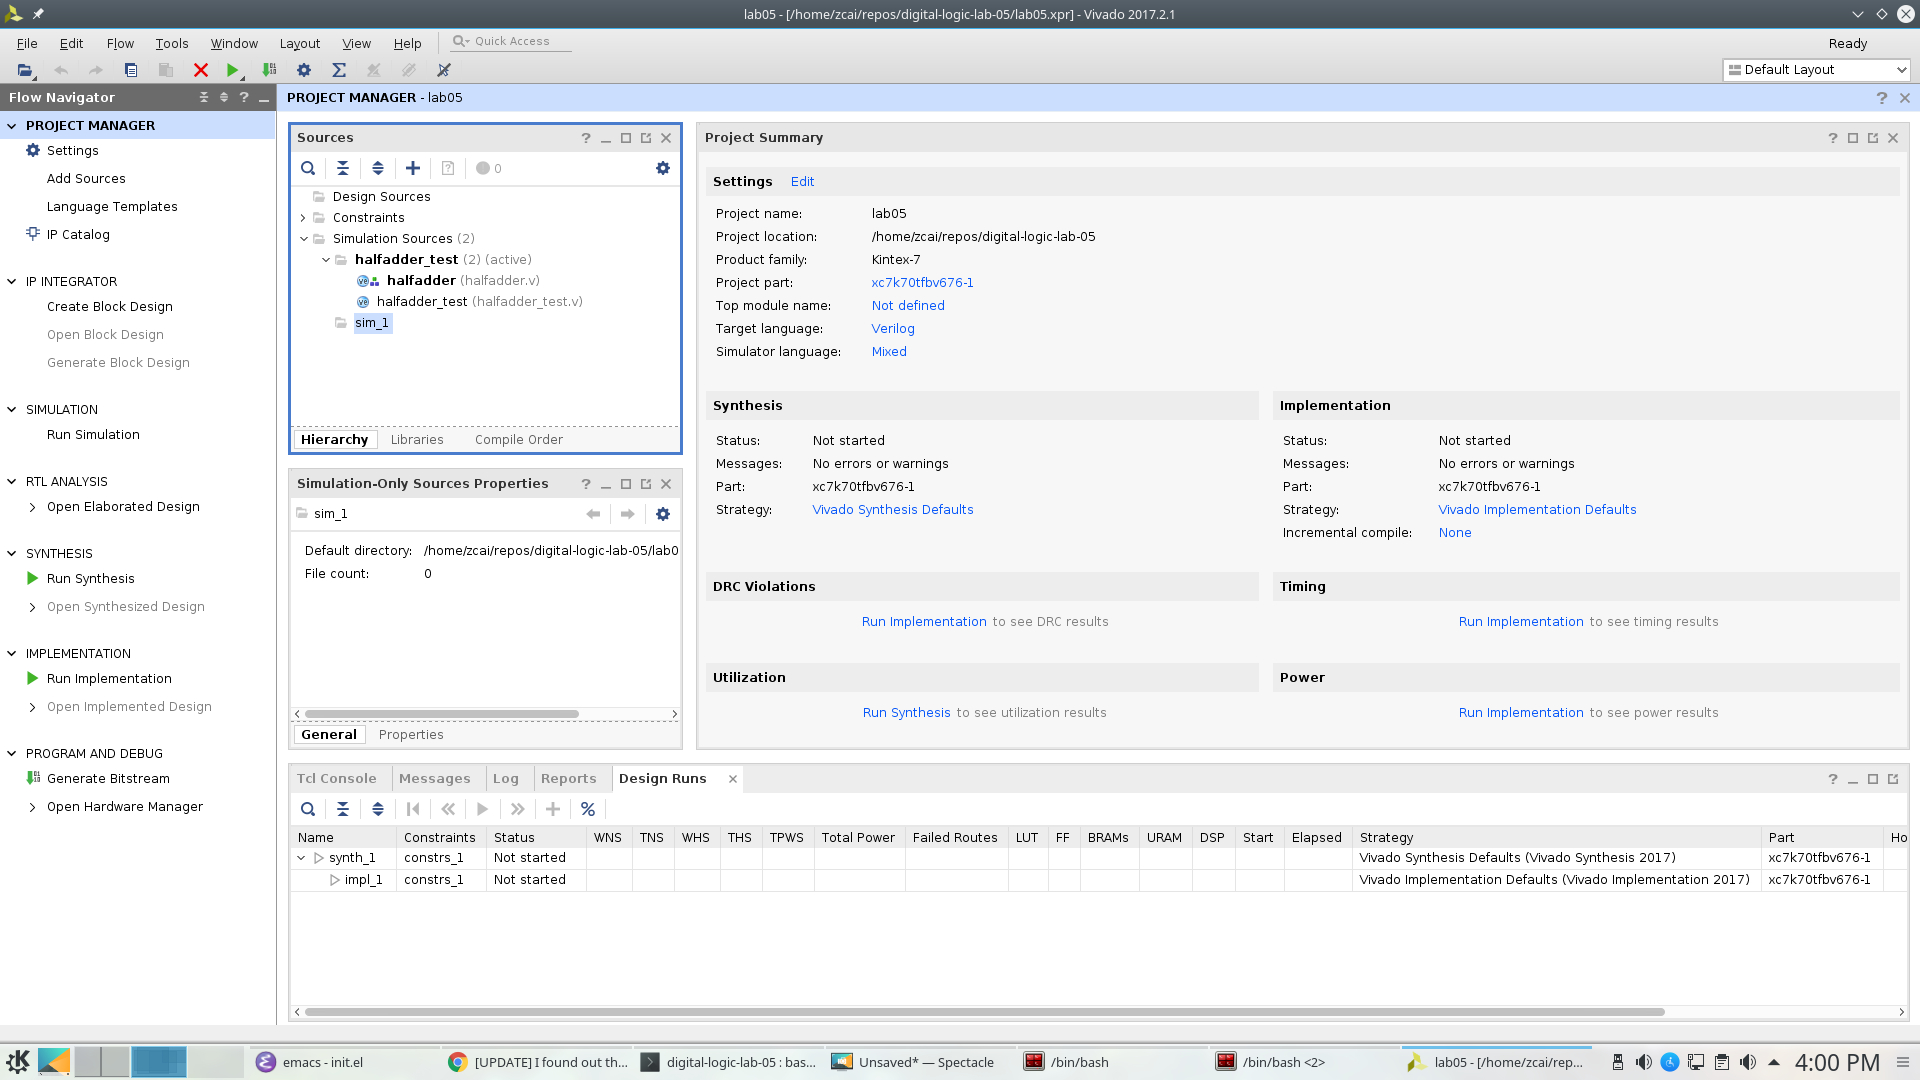 lab05 - [/home/zcai/repos/digital-logic-lab-05/lab05.xpr] - Vivado 2017.2.1
File Edit Flow Tools Window Layout View Help Quick Access Ready
Default Layout
Flow Navigator
PROJECT MANAGER
Settings
Add Sources
Language Templates
IP Catalog
IP INTEGRATOR
Create Block Design
Open Block Design
Generate Block Design
SIMULATION
Run Simulation
RTL ANALYSIS
Open Elaborated Design
SYNTHESIS
Run Synthesis
Open Synthesized Design
IMPLEMENTATION
Run Implementation
Open Implemented Design
PROGRAM AND DEBUG
Generate Bitstream
Open Hardware Manager
PROJECT MANAGER - lab05
Sources
0
Design Sources
Constraints
Simulation Sources (2)
halfadder_test (2) (active)
halfadder (halfadder.v)
halfadder_test (halfadder_test.v)
sim_1
Hierarchy Libraries Compile Order
Simulation-Only Sources Properties
sim_1
Default directory: /home/zcai/repos/digital-logic-lab-05/lab0
File count: 0
General Properties
Project Summary
Settings Edit
Project name: lab05
Project location: /home/zcai/repos/digital-logic-lab-05
Product family: Kintex-7
Project part: xc7k70tfbv676-1
Top module name: Not defined
Target language: Verilog
Simulator language: Mixed
Synthesis
Status: Not started
Messages: No errors or warnings
Part: xc7k70tfbv676-1
Strategy: Vivado Synthesis Defaults
Implementation
Status: Not started
Messages: No errors or warnings
Part: xc7k70tfbv676-1
Strategy: Vivado Implementation Defaults
Incremental compile: None
DRC Violations
Run Implementation to see DRC results
Timing
Run Implementation to see timing results
Utilization
Run Synthesis to see utilization results
Power
Run Implementation to see power results
Tcl Console Messages Log Reports Design Runs
Name Constraints Status WNS TNS WHS THS TPWS Total Power Failed Routes LUT FF BRAMs URAM DSP Start Elapsed Strategy Part Ho
synth_1 constrs_1 Not started Vivado Synthesis Defaults (Vivado Synthesis 2017) xc7k70tfbv676-1
impl_1 constrs_1 Not started Vivado Implementation Defaults (Vivado Implementation 2017) xc7k70tfbv676-1
emacs - init.el [UPDATE] I found out th... digital-logic-lab-05 : bas... Unsaved* — Spectacle /bin/bash /bin/bash <2> lab05 - [/home/zcai/rep... 4:00 PM